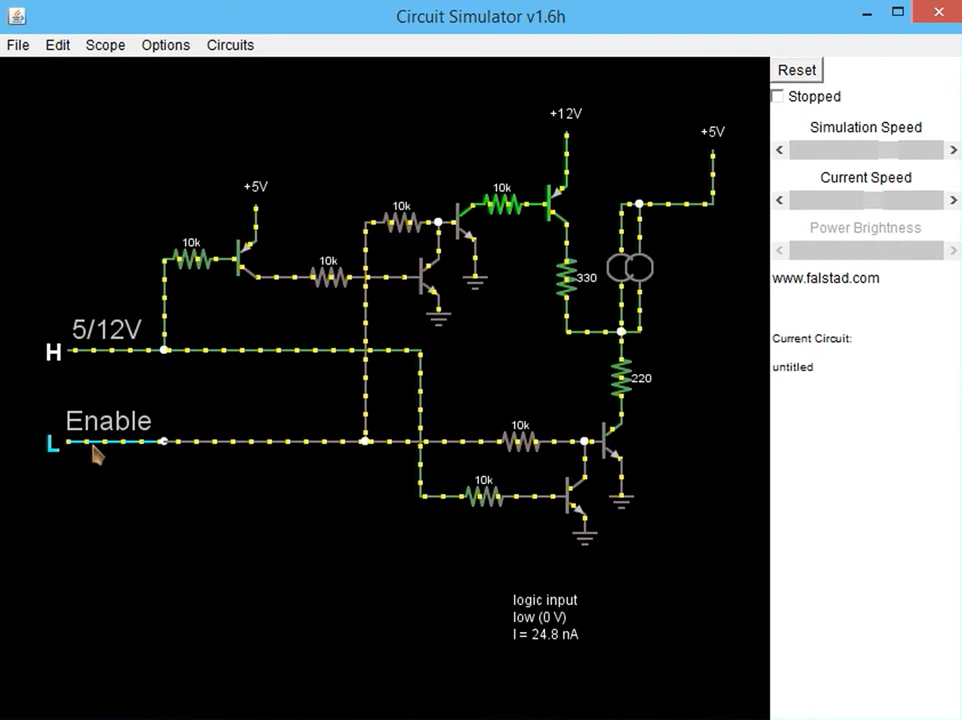 Circuit Simulator v1.6h
File Edit Scope Options Circuits
Reset
Stopped
Simulation Speed
Current Speed
Power Brightness
www.falstad.com
Current Circuit:
untitled
+12V
+5V
+5V
10k
10k
10k
10k
330
5/12V
H
220
Enable
L
10k
10k
logic input
low (0 V)
I = 24.8 nA